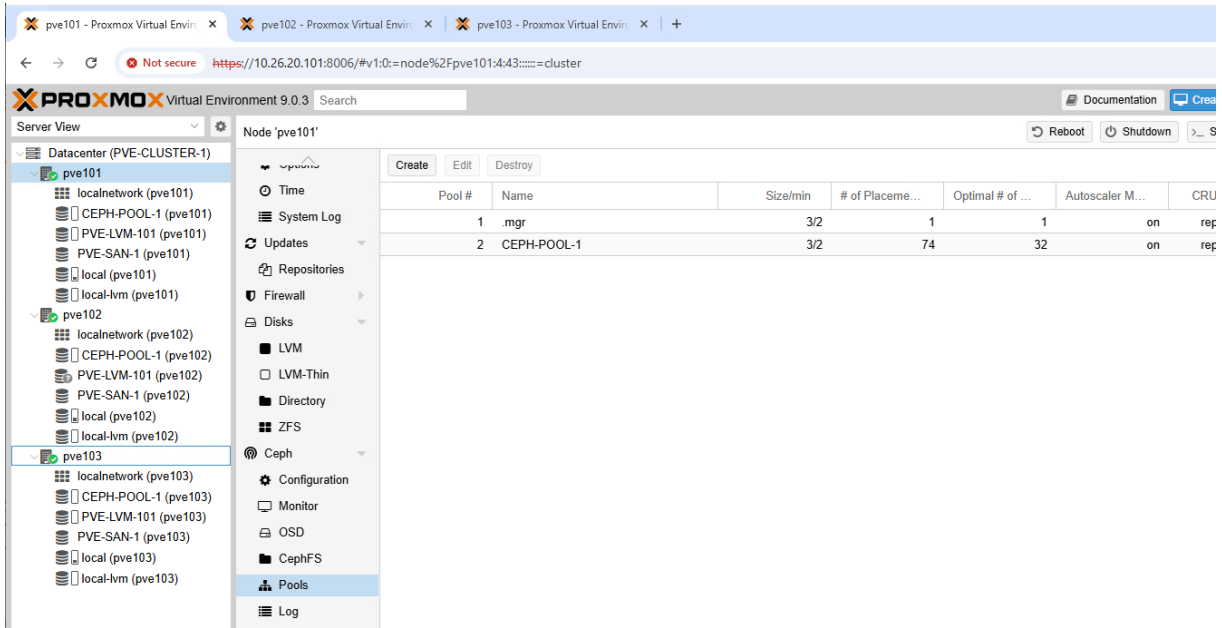 pve101 - Proxmox Virtual Enviro
pve102 - Proxmox Virtual Enviro
pve103 - Proxmox Virtual Enviro
Not secure https://10.26.20.101:8006/#v1:0:=node%2Fpve101:4:43::::::=cluster
PROXMOX Virtual Environment 9.0.3 Search
Documentation
Crea
Server View
Node 'pve101'
Reboot
Shutdown
>_ S
Datacenter (PVE-CLUSTER-1)
pve101
localnetwork (pve101)
CEPH-POOL-1 (pve101)
PVE-LVM-101 (pve101)
PVE-SAN-1 (pve101)
local (pve101)
local-lvm (pve101)
pve102
localnetwork (pve102)
CEPH-POOL-1 (pve102)
PVE-LVM-101 (pve102)
PVE-SAN-1 (pve102)
local (pve102)
local-lvm (pve102)
pve103
localnetwork (pve103)
CEPH-POOL-1 (pve103)
PVE-LVM-101 (pve103)
PVE-SAN-1 (pve103)
local (pve103)
local-lvm (pve103)
Options
Time
System Log
Updates
Repositories
Firewall
Disks
LVM
LVM-Thin
Directory
ZFS
Ceph
Configuration
Monitor
OSD
CephFS
Pools
Log
Create Edit Destroy
Pool # Name Size/min # of Placeme... Optimal # of ... Autoscaler M... CRU
1 .mgr 3/2 1 1 on rep
2 CEPH-POOL-1 3/2 74 32 on rep